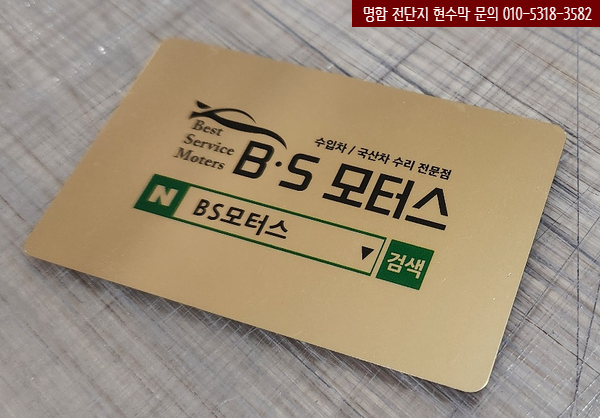 명함 전단지 현수막 문의 010-5318-3582
Best
Service
Moters
수입차 / 국산차 수리 전문점
B·S 모터스
N BS모터스 ▼ 검색